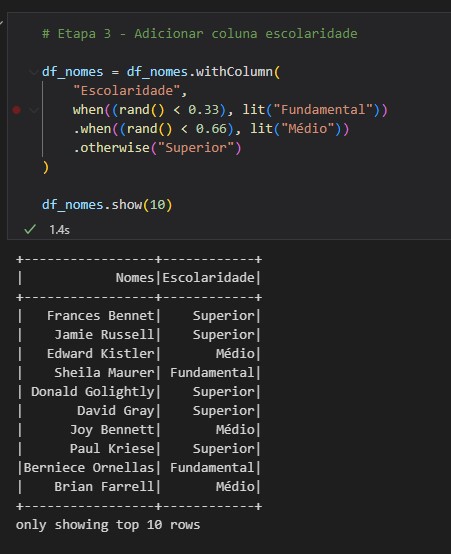 # Etapa 3 - Adicionar coluna escolaridade
df_nomes = df_nomes.withColumn(
    "Escolaridade",
    when((rand() < 0.33), lit("Fundamental"))
    .when((rand() < 0.66), lit("Médio"))
    .otherwise("Superior")
)
df_nomes.show(10)
1.4s
+-----------------+------------+
|            Nomes|Escolaridade|
+-----------------+------------+
|   Frances Bennet|    Superior|
|    Jamie Russell|    Superior|
|   Edward Kistler|       Médio|
|    Sheila Maurer| Fundamental|
| Donald Golightly|    Superior|
|       David Gray|    Superior|
|      Joy Bennett|       Médio|
|      Paul Kriese|    Superior|
|Berniece Ornellas| Fundamental|
|    Brian Farrell|       Médio|
+-----------------+------------+
only showing top 10 rows